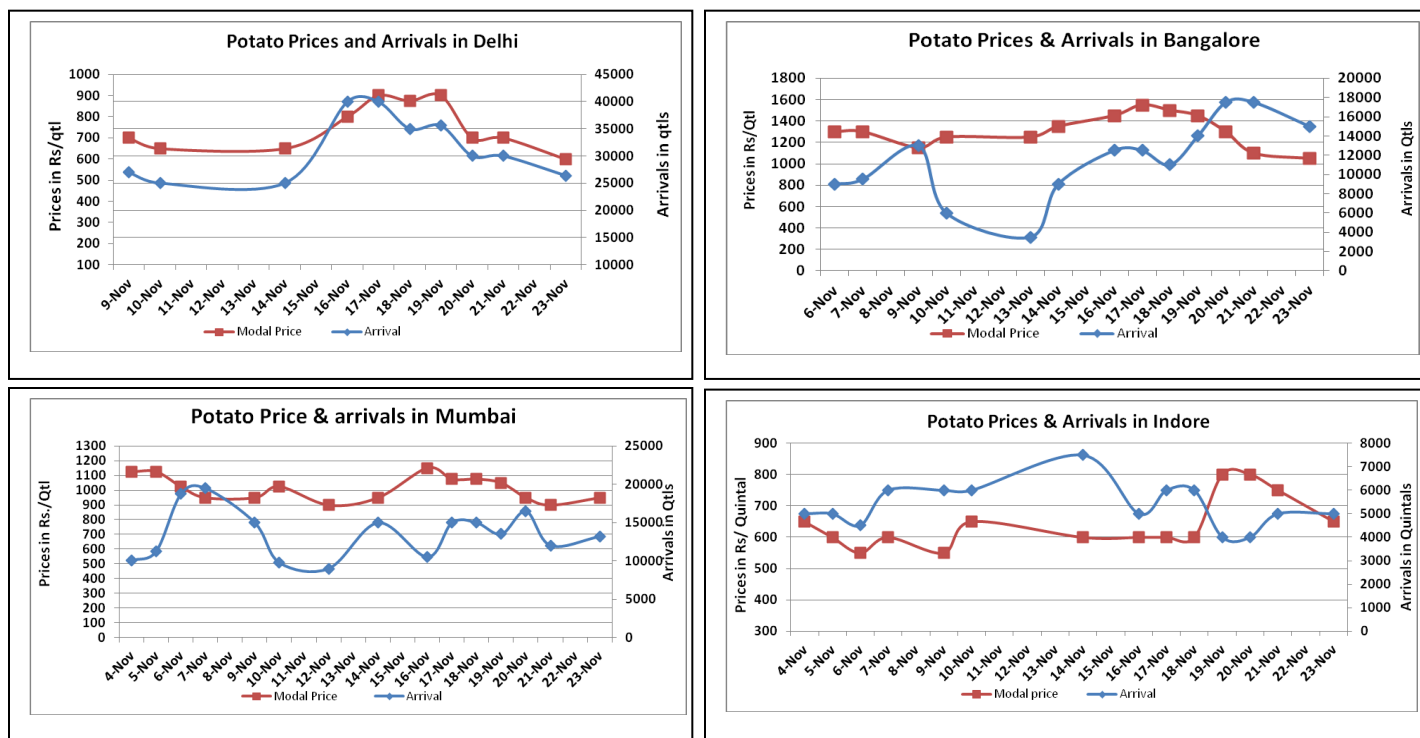 Potato Prices and Arrivals in Delhi
Prices in Rs/qtl
1000
900
800
700
600
500
400
300
200
100
45000
40000
35000
30000
25000
20000
15000
10000
Arrivals in qtls
9-Nov
10-Nov
11-Nov
12-Nov
13-Nov
14-Nov
15-Nov
16-Nov
17-Nov
18-Nov
19-Nov
20-Nov
21-Nov
22-Nov
23-Nov
Modal Price
Arrival
Potato Prices & Arrivals in Bangalore
Prices in Rs/Qtl
1800
1600
1400
1200
1000
800
600
400
200
0
20000
18000
16000
14000
12000
10000
8000
6000
4000
2000
0
Arrivals in Qtls
6-Nov
7-Nov
8-Nov
9-Nov
10-Nov
11-Nov
12-Nov
13-Nov
14-Nov
15-Nov
16-Nov
17-Nov
18-Nov
19-Nov
20-Nov
21-Nov
22-Nov
23-Nov
Modal Price
Arrival
Potato Price & arrivals in Mumbai
Prices in Rs./Qtl
1300
1200
1100
1000
900
800
700
600
500
400
300
200
100
0
25000
20000
15000
10000
5000
0
Arrivals in Qtls
4-Nov
5-Nov
6-Nov
7-Nov
8-Nov
9-Nov
10-Nov
11-Nov
12-Nov
13-Nov
14-Nov
15-Nov
16-Nov
17-Nov
18-Nov
19-Nov
20-Nov
21-Nov
22-Nov
23-Nov
Modal Price
Arrival
Potato Prices & Arrivals in Indore
Prices in Rs/ Quintal
900
800
700
600
500
400
300
8000
7000
6000
5000
4000
3000
2000
1000
0
Arrivals in Quintals
4-Nov
5-Nov
6-Nov
7-Nov
8-Nov
9-Nov
10-Nov
11-Nov
12-Nov
13-Nov
14-Nov
15-Nov
16-Nov
17-Nov
18-Nov
19-Nov
20-Nov
21-Nov
22-Nov
23-Nov
Modal price
Arrival